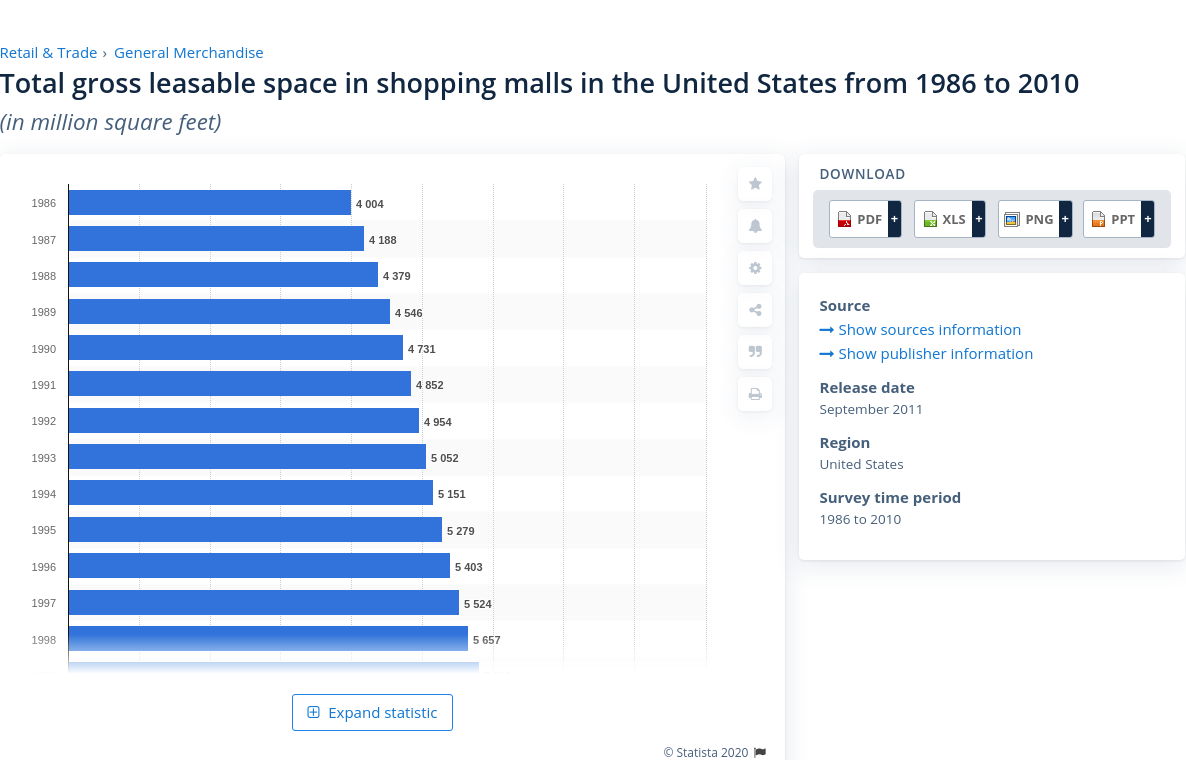 Retail & Trade › General Merchandise
Total gross leasable space in shopping malls in the United States from 1986 to 2010
(in million square feet)
1986 4 004
1987 4 188
1988 4 379
1989 4 546
1990 4 731
1991 4 852
1992 4 954
1993 5 052
1994 5 151
1995 5 279
1996 5 403
1997 5 524
1998 5 657
Expand statistic
© Statista 2020
DOWNLOAD
PDF + XLS + PNG + PPT +
Source
Show sources information
Show publisher information
Release date
September 2011
Region
United States
Survey time period
1986 to 2010